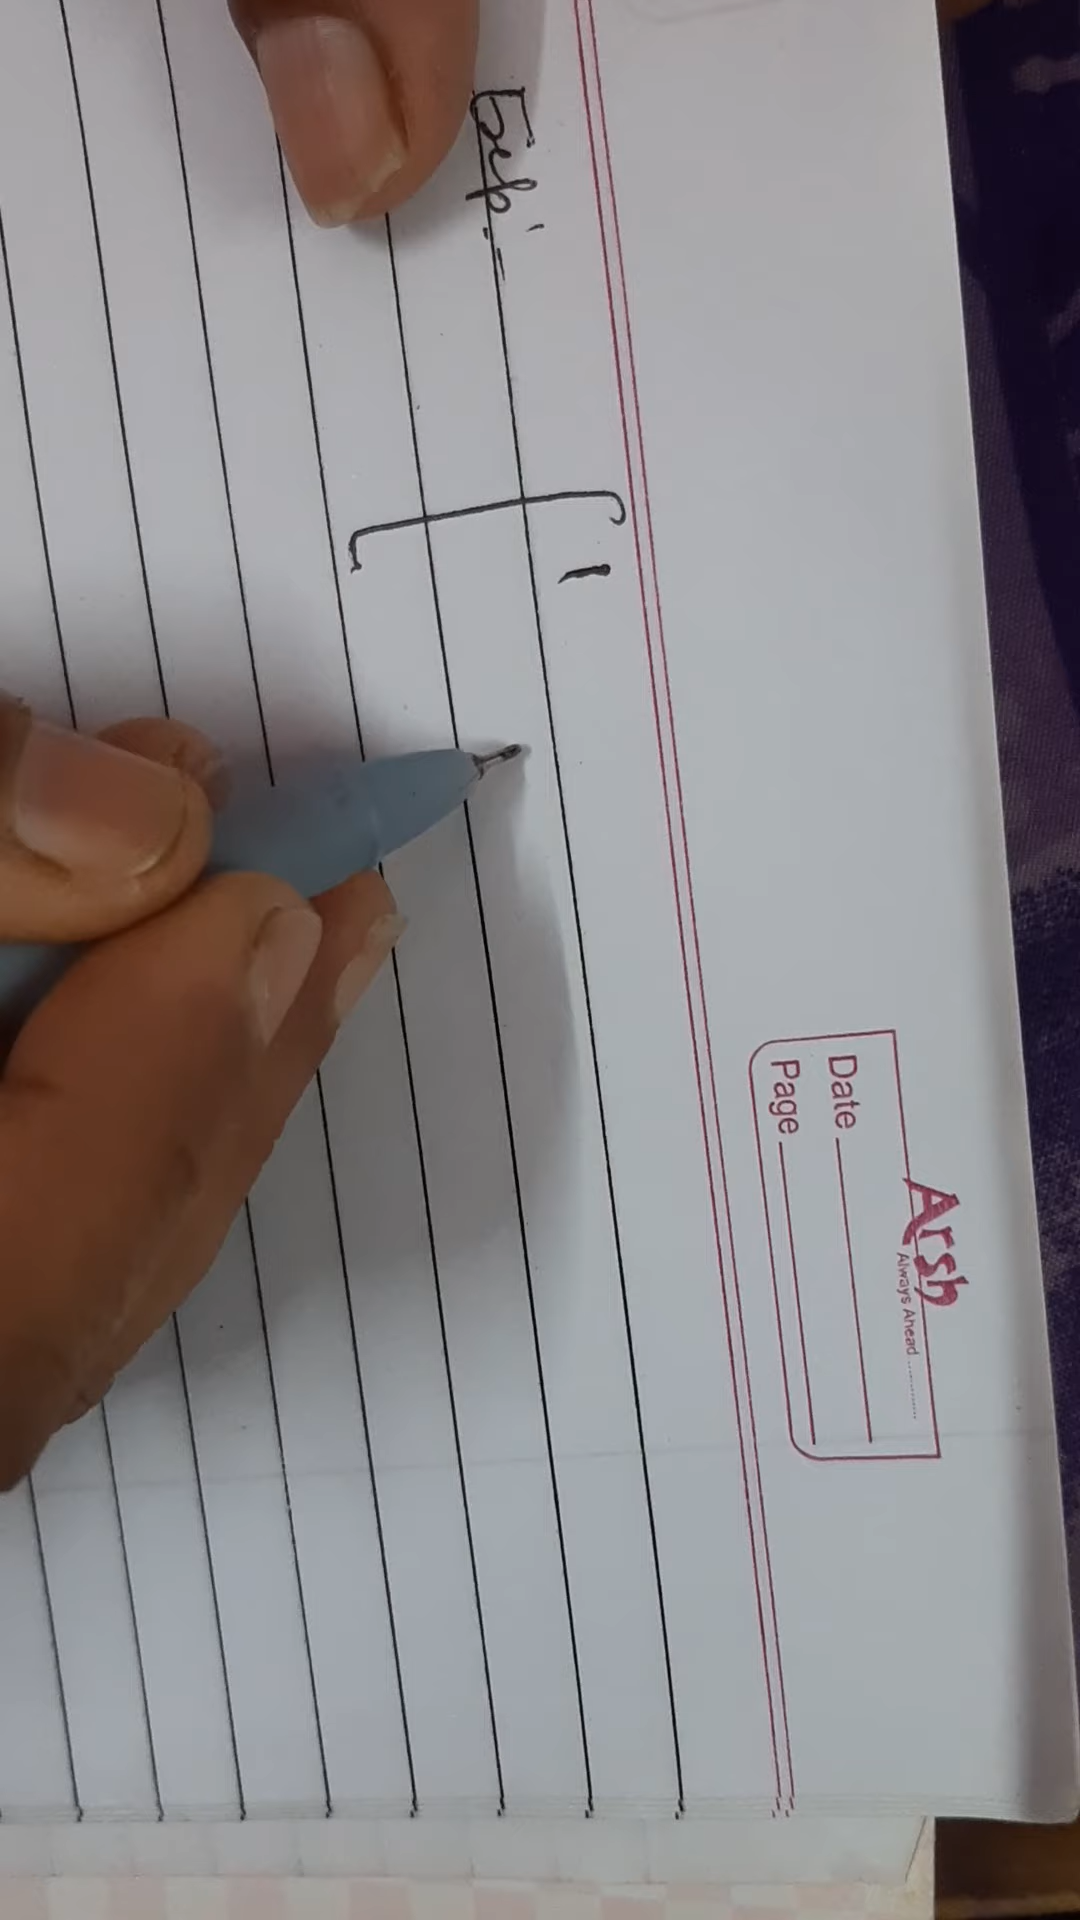 Arsh
Always Ahead ..............
Date
Page
Exp:-
[ 1